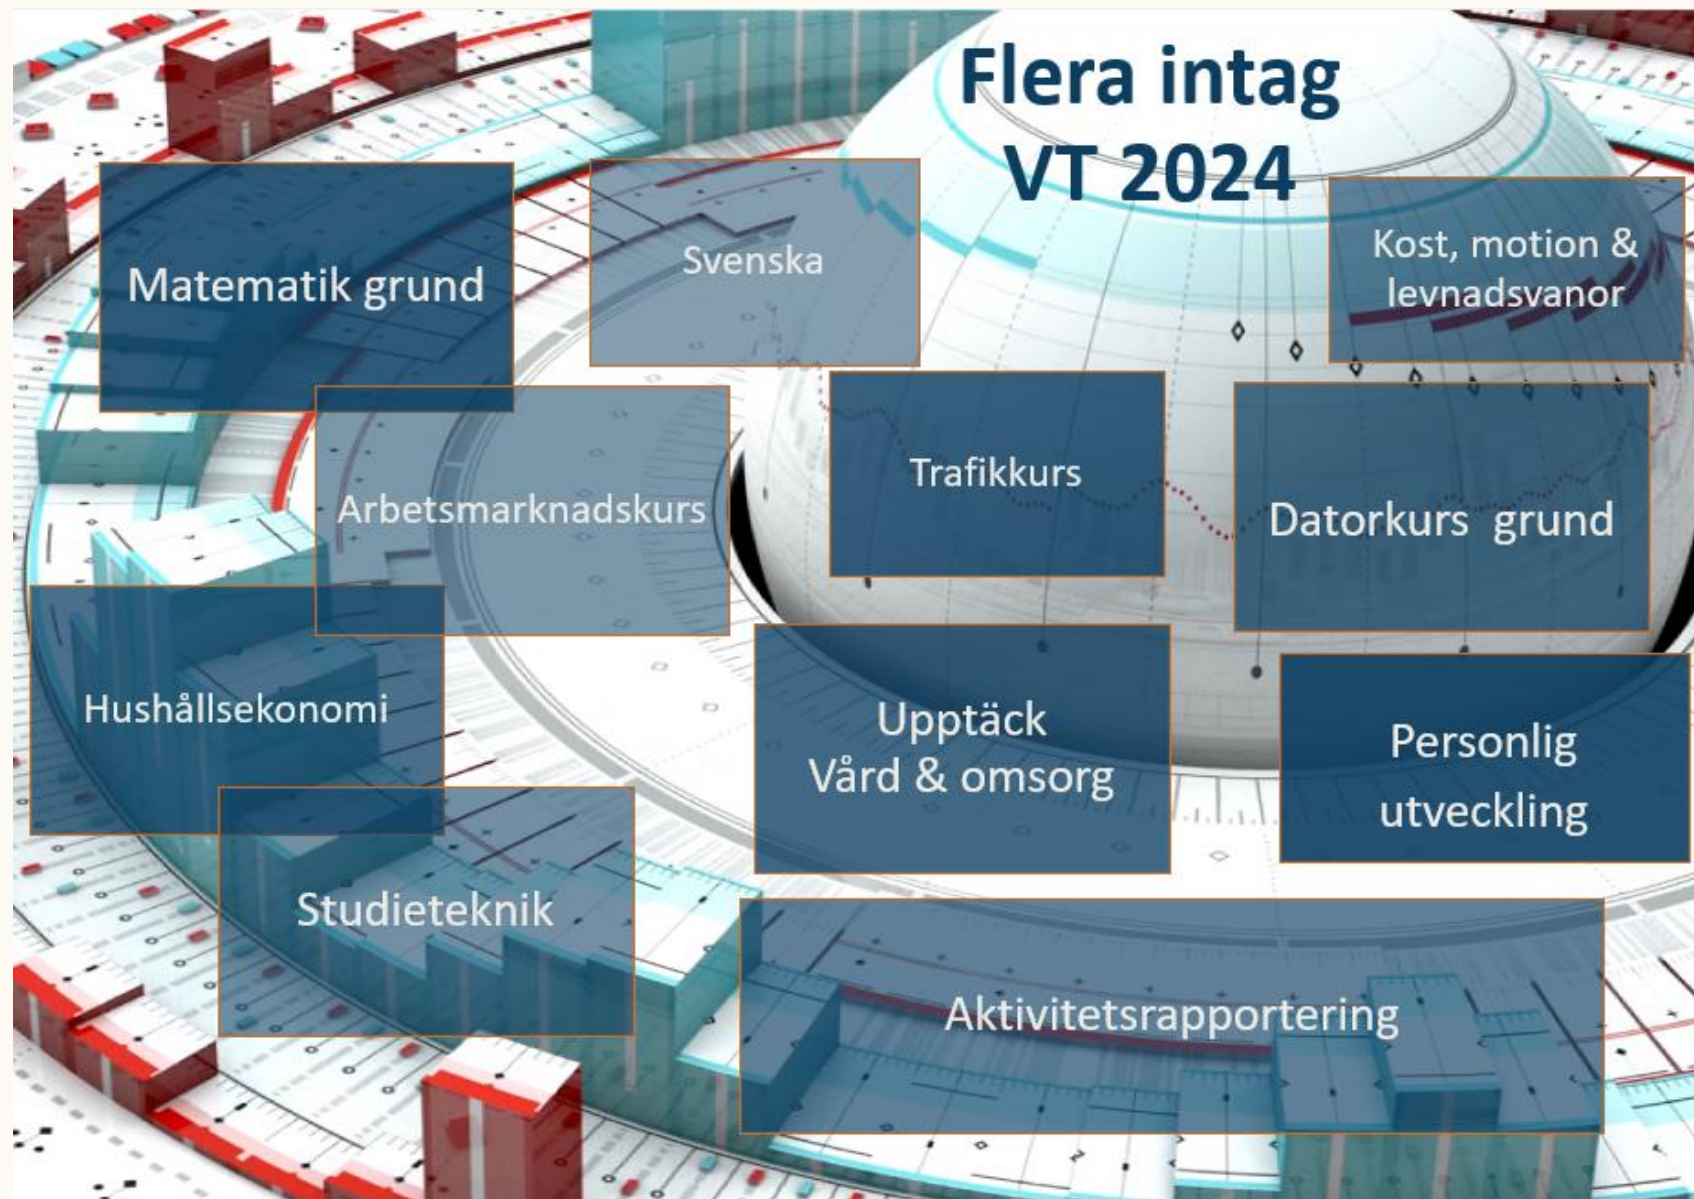 Flera intag
VT 2024
Matematik grund
Svenska
Kost, motion &
levnadsvanor
Arbetsmarknadskurs
Trafikkurs
Datorkurs  grund
Hushållsekonomi
Upptäck
Vård & omsorg
Personlig
utveckling
Studieteknik
Aktivitetsrapportering